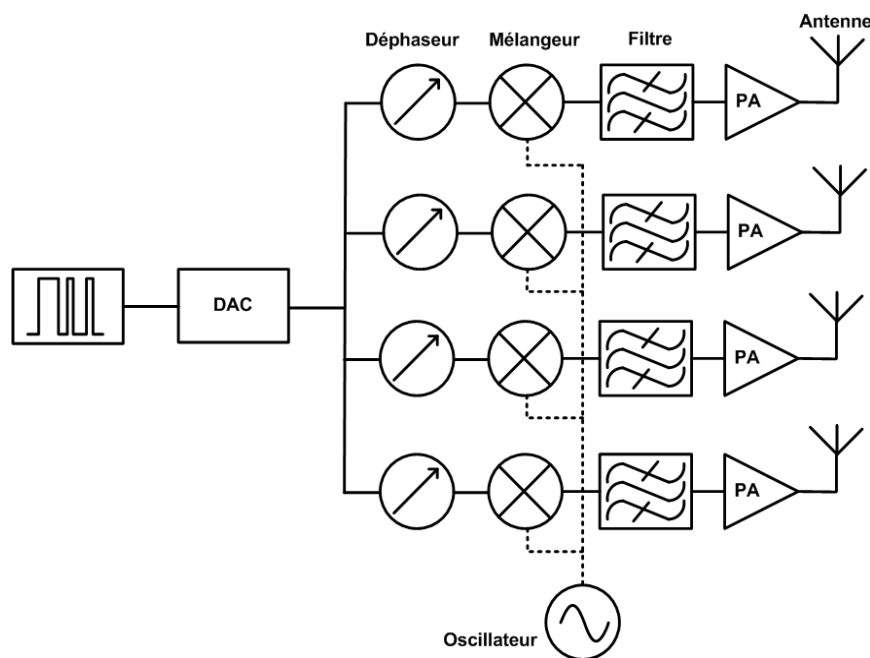 Antenne
Déphaseur Mélangeur Filtre
PA
PA
DAC
PA
PA
Oscillateur